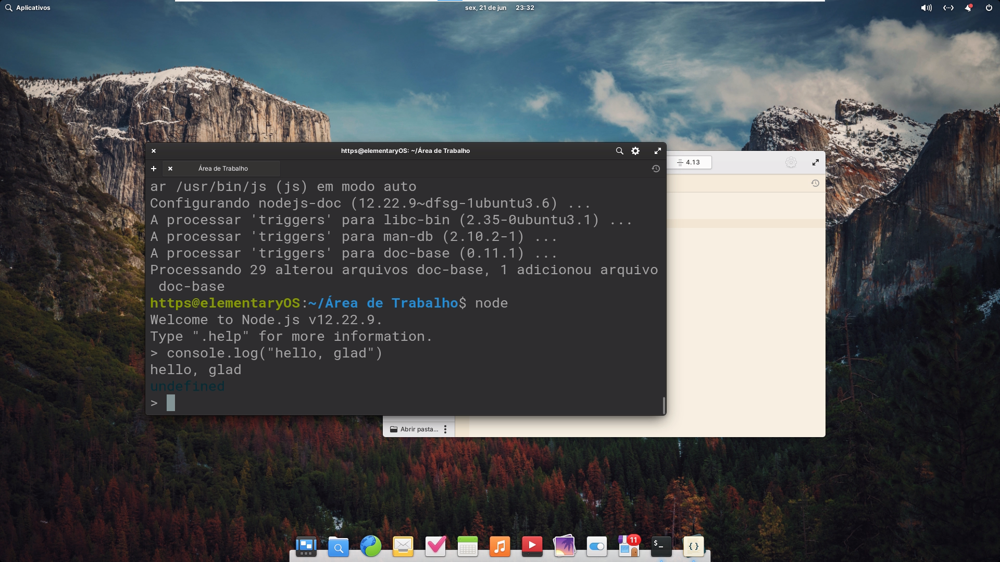 Aplicativos
sex, 21 de jun 23:32
https@elementaryOS: ~/Área de Trabalho
Área de Trabalho
ar /usr/bin/js (js) em modo auto
Configurando nodejs-doc (12.22.9~dfsg-1ubuntu3.6) ...
A processar 'triggers' para libc-bin (2.35-0ubuntu3.1) ...
A processar 'triggers' para man-db (2.10.2-1) ...
A processar 'triggers' para doc-base (0.11.1) ...
Processando 29 alterou arquivos doc-base, 1 adicionou arquivo
doc-base
https@elementaryOS:~/Área de Trabalho$ node
Welcome to Node.js v12.22.9.
Type ".help" for more information.
> console.log("hello, glad")
hello, glad
undefined
>
4.13
Abrir pasta...
11
$_
{}